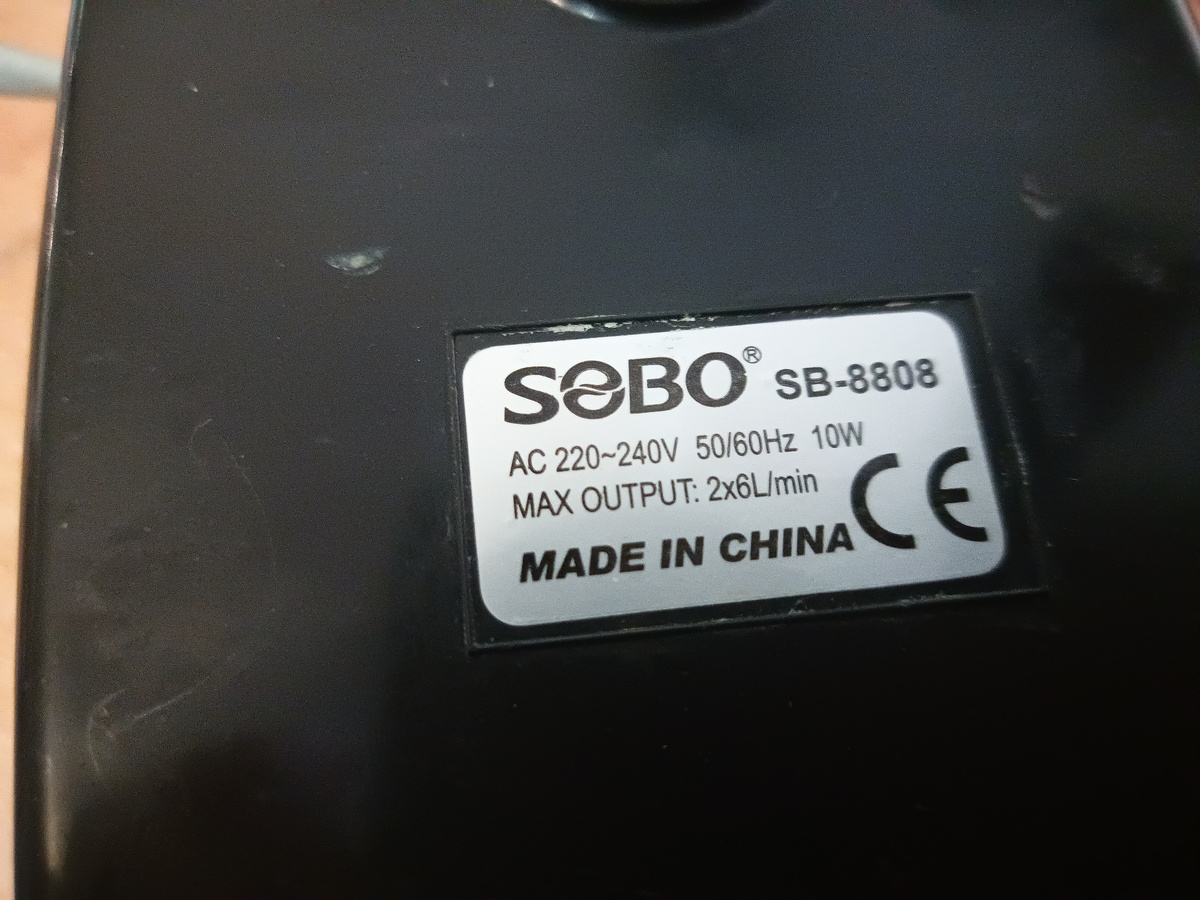 SOBO® SB-8808
AC 220~240V 50/60Hz 10W
MAX OUTPUT: 2x6L/min
MADE IN CHINA CE